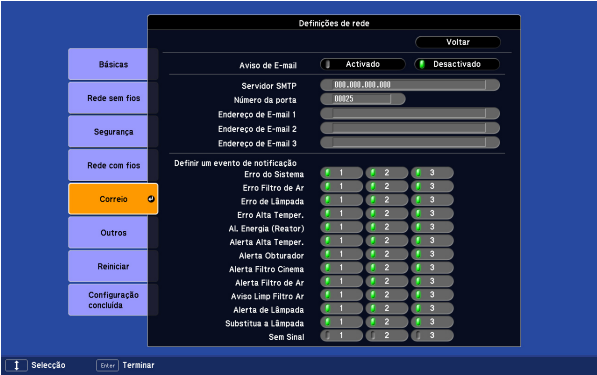 Definições de rede
Voltar
Básicas
Rede sem fios
Segurança
Rede com fios
Correio
Outros
Reiniciar
Configuração
concluída
Aviso de E-mail Activado Desactivado
Servidor SMTP 000.000.000.000
Número da porta 00025
Endereço de E-mail 1
Endereço de E-mail 2
Endereço de E-mail 3
Definir um evento de notificação
Erro do Sistema 1 2 3
Erro Filtro de Ar 1 2 3
Erro de Lâmpada 1 2 3
Erro Alta Temper. 1 2 3
Al. Energia (Reator) 1 2 3
Alerta Alta Temper. 1 2 3
Alerta Obturador 1 2 3
Alerta Filtro Cinema 1 2 3
Alerta Filtro de Ar 1 2 3
Aviso Limp Filtro Ar 1 2 3
Alerta de Lâmpada 1 2 3
Substitua a Lâmpada 1 2 3
Sem Sinal 1 2 3
Selecção Enter Terminar